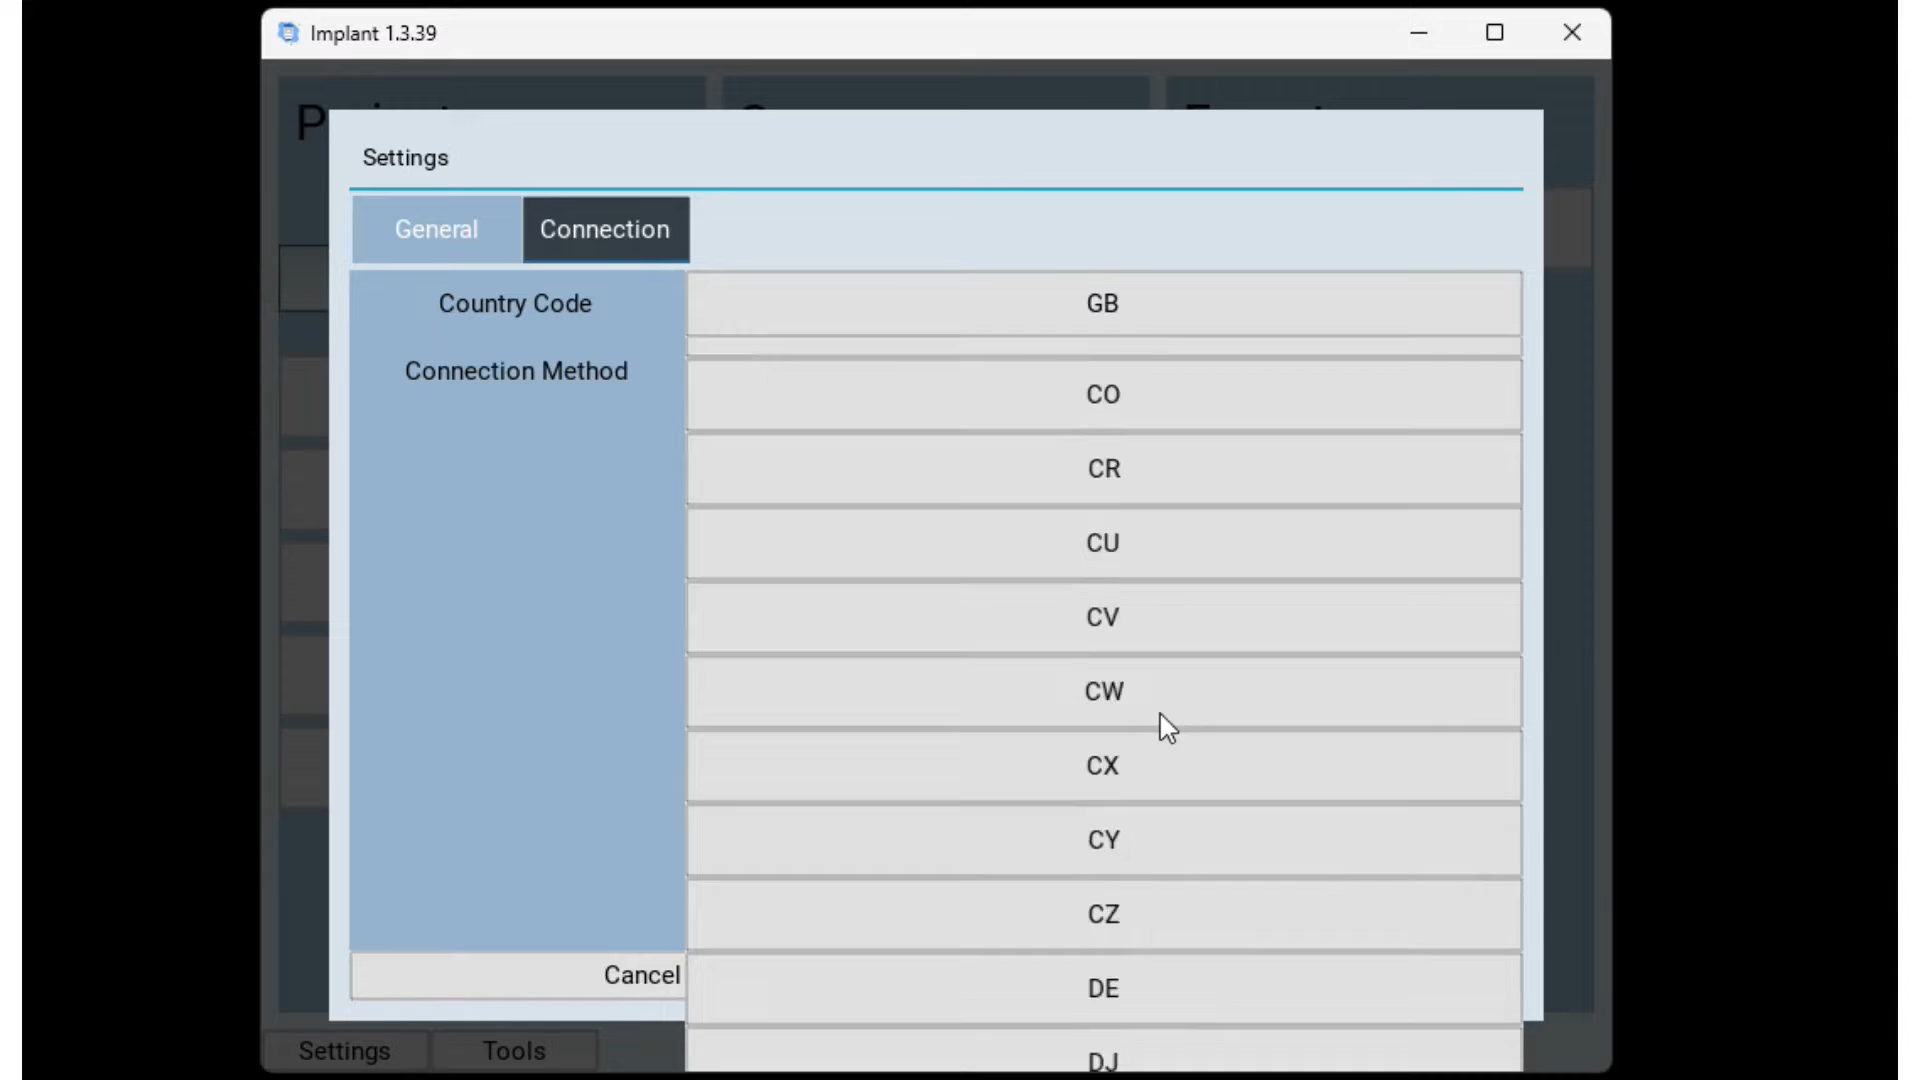 Implant 1.3.39
Settings
General
Connection
Country Code
GB
Connection Method
CO
CR
CU
CV
CW
CX
CY
CZ
Cancel
DE
Settings
Tools
DJ